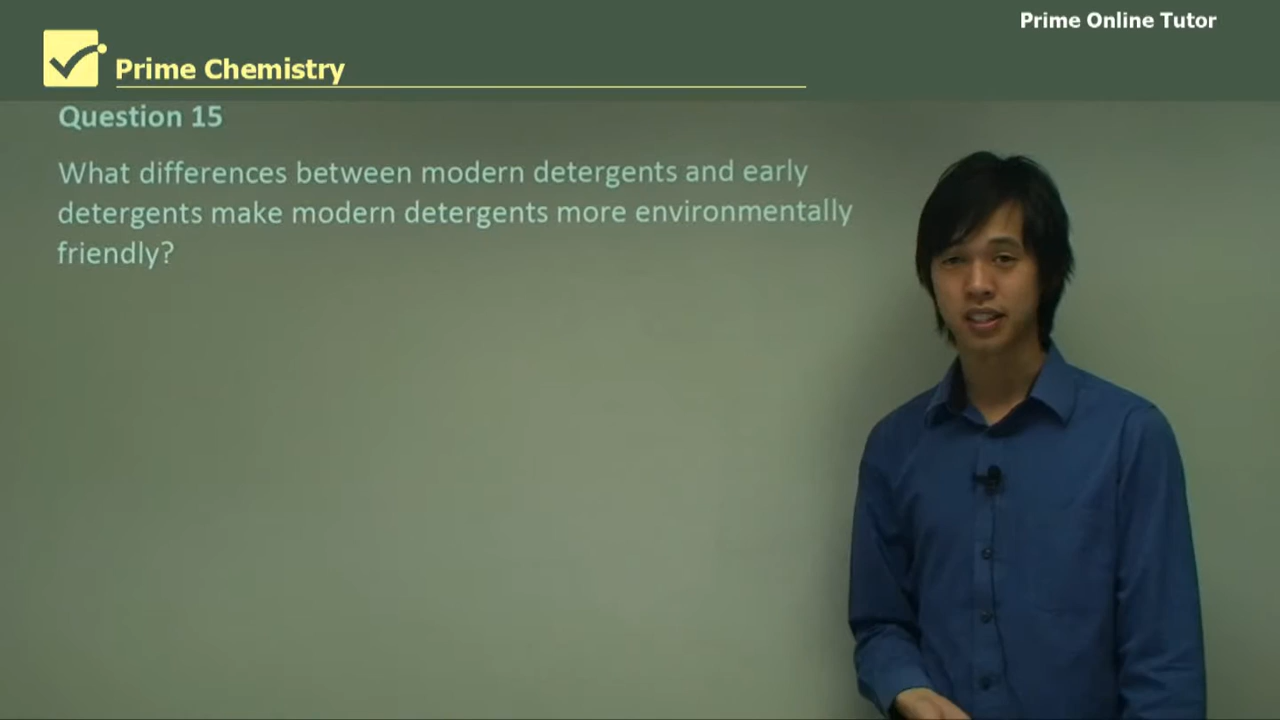 Prime Online Tutor
Prime Chemistry
Question 15
What differences between modern detergents and early
detergents make modern detergents more environmentally
friendly?